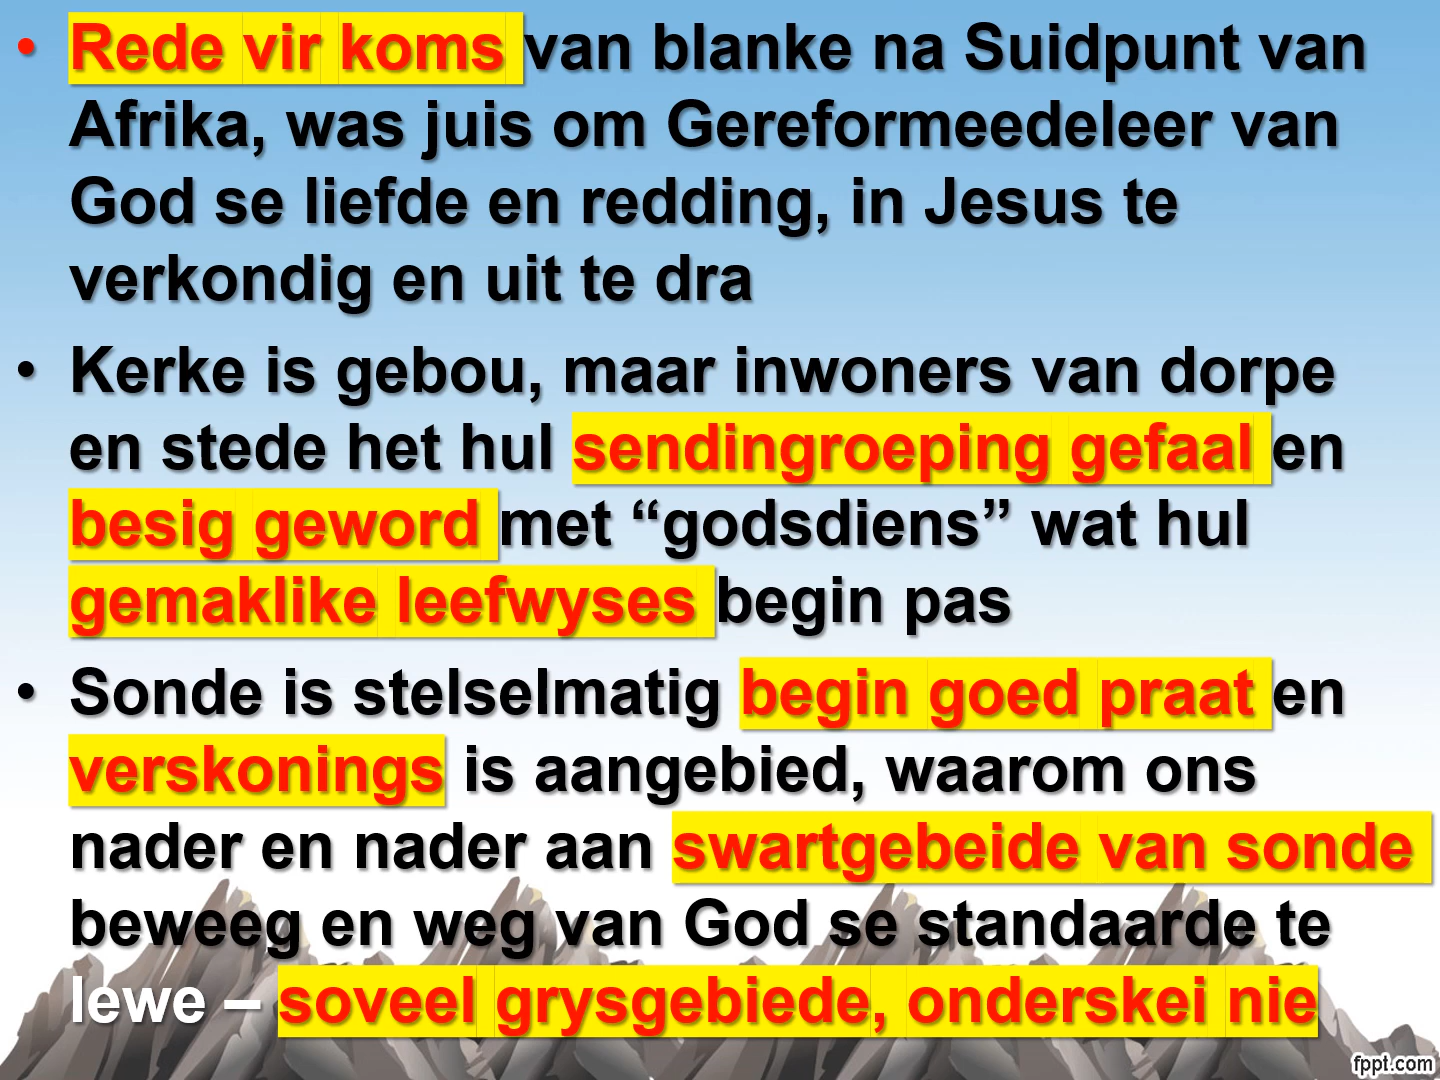 • Rede vir koms van blanke na Suidpunt van
Afrika, was juis om Gereformeedeleer van
God se liefde en redding, in Jesus te
verkondig en uit te dra
• Kerke is gebou, maar inwoners van dorpe
en stede het hul sendingroeping gefaal en
besig geword met “godsdiens” wat hul
gemaklike leefwyses begin pas
• Sonde is stelselmatig begin goed praat en
verskonings is aangebied, waarom ons
nader en nader aan swartgebeide van sonde
beweeg en weg van God se standaarde te
lewe – soveel grysgebiede, onderskei nie
fppt.com